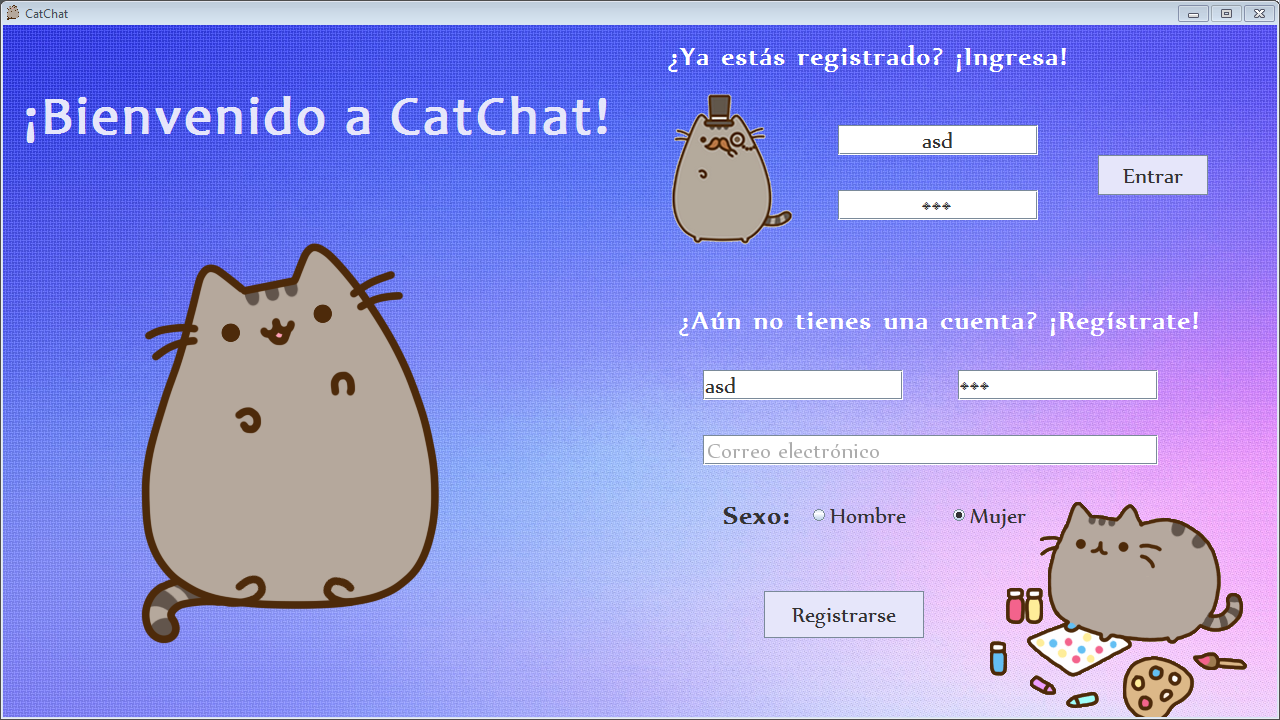 CatChat
¡Bienvenido a CatChat!
¿Ya estás registrado? ¡Ingresa!
asd
***
Entrar
¿Aún no tienes una cuenta? ¡Regístrate!
asd
***
Correo electrónico
Sexo:
Hombre
Mujer
Registrarse